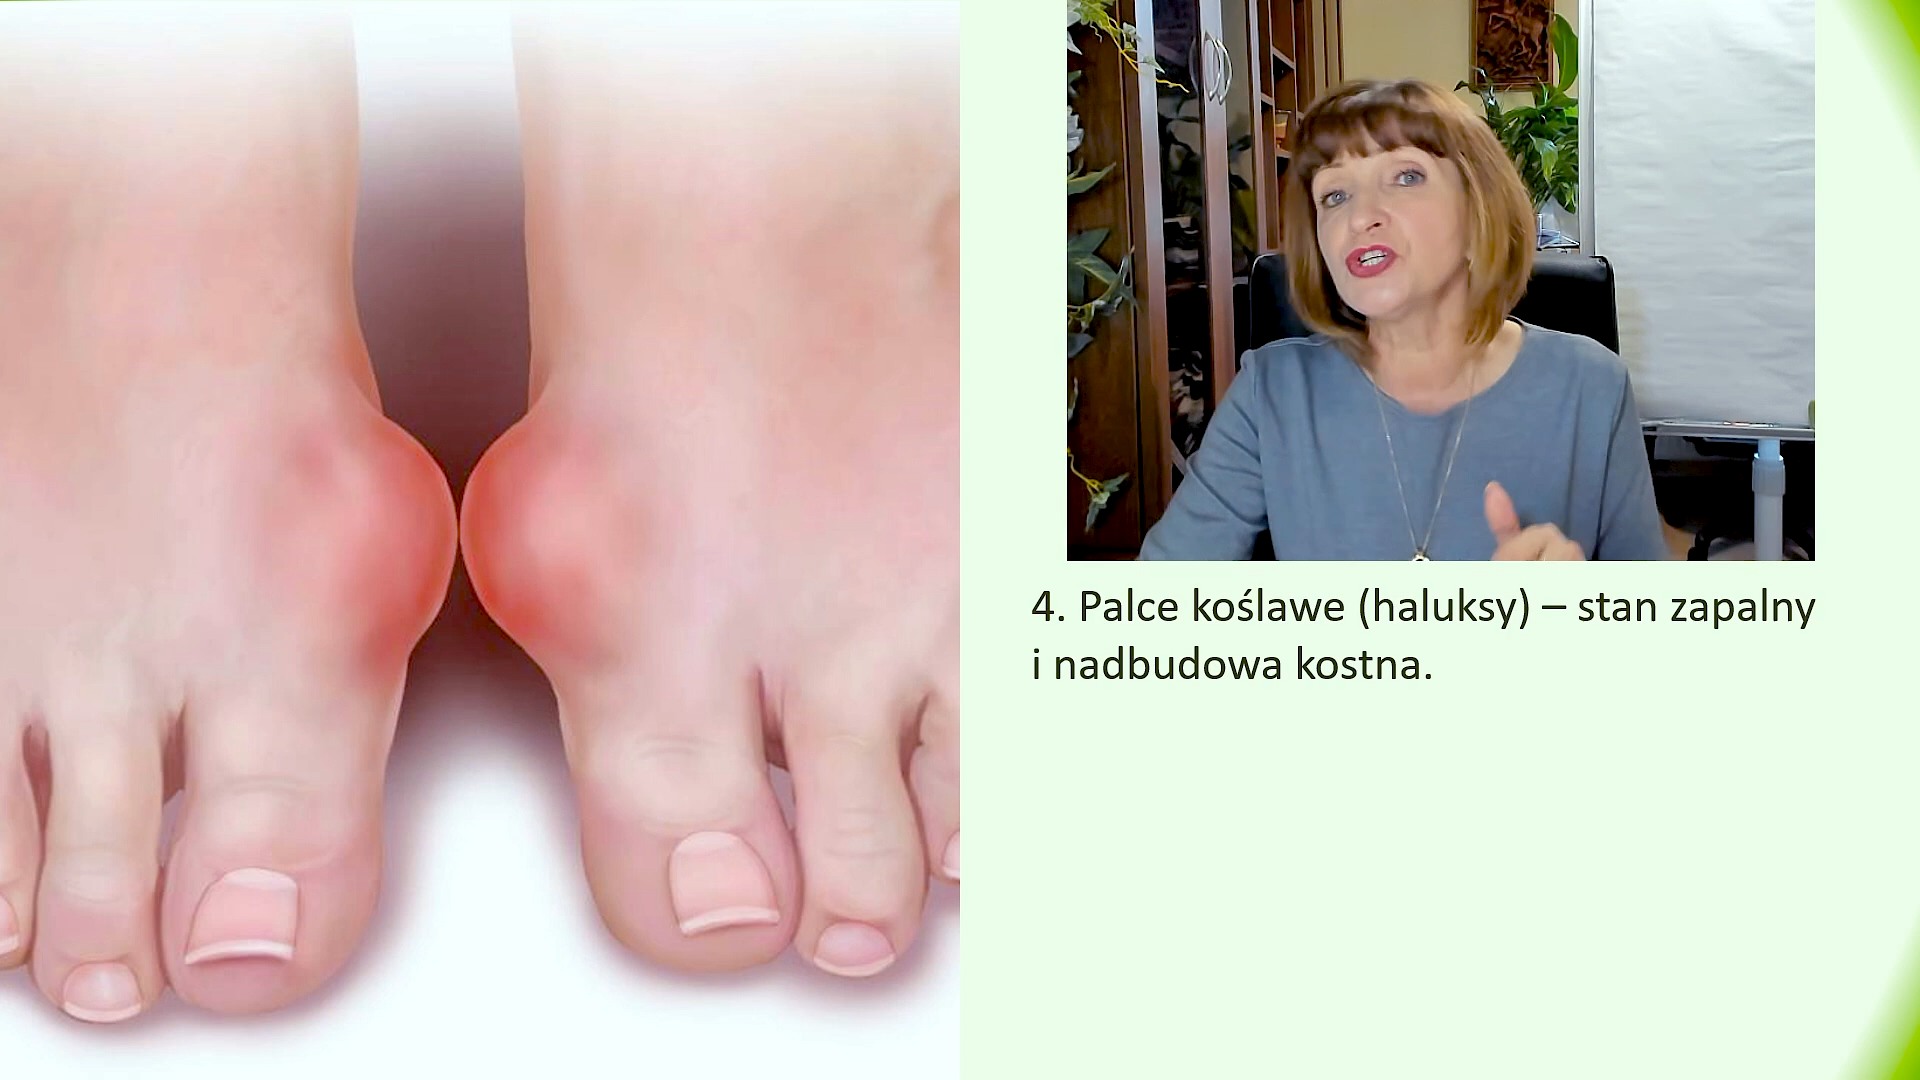 4. Palce koślawe (haluksy) – stan zapalny
i nadbudowa kostna.